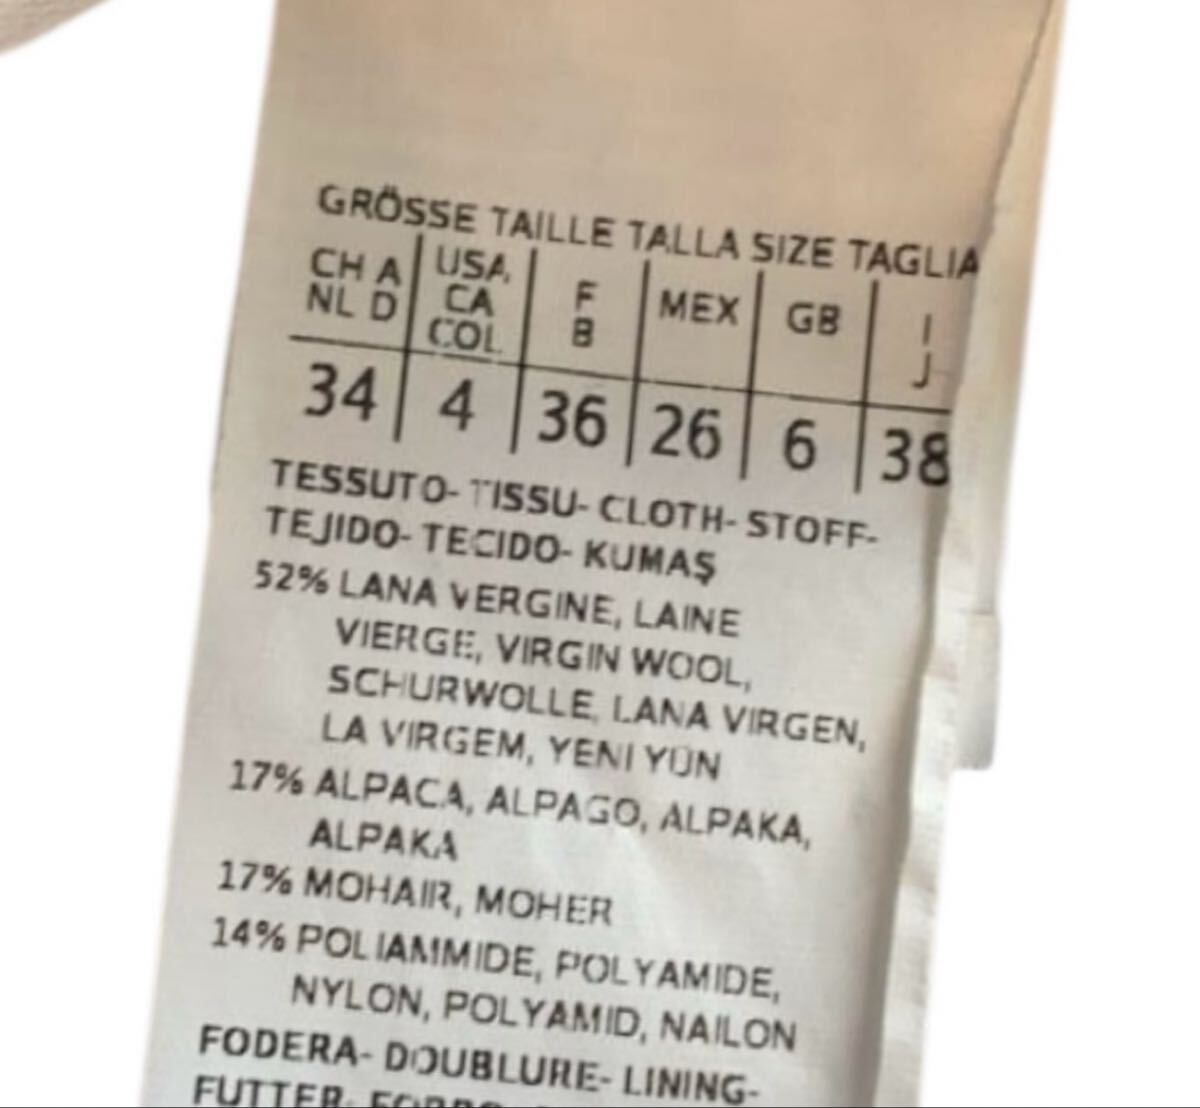 GRÖSSE TAILLE TALLA SIZE TAGLIA
CH A NL D | USA, CA COL | F B | MEX | GB | I J
34 | 4 | 36 | 26 | 6 | 38
TESSUTO- TISSU- CLOTH- STOFF-
TEJIDO- TECIDO- KUMAŞ
52% LANA VERGINE, LAINE
VIERGE, VIRGIN WOOL,
SCHURWOLLE, LANA VIRGEN,
LA VIRGEM, YENI YÜN
17% ALPACA, ALPAGO, ALPAKA,
ALPAKA
17% MOHAIR, MOHER
14% POLIAMMIDE, POLYAMIDE,
NYLON, POLYAMID, NAILON
FODERA- DOUBLURE- LINING-
FUTTER-